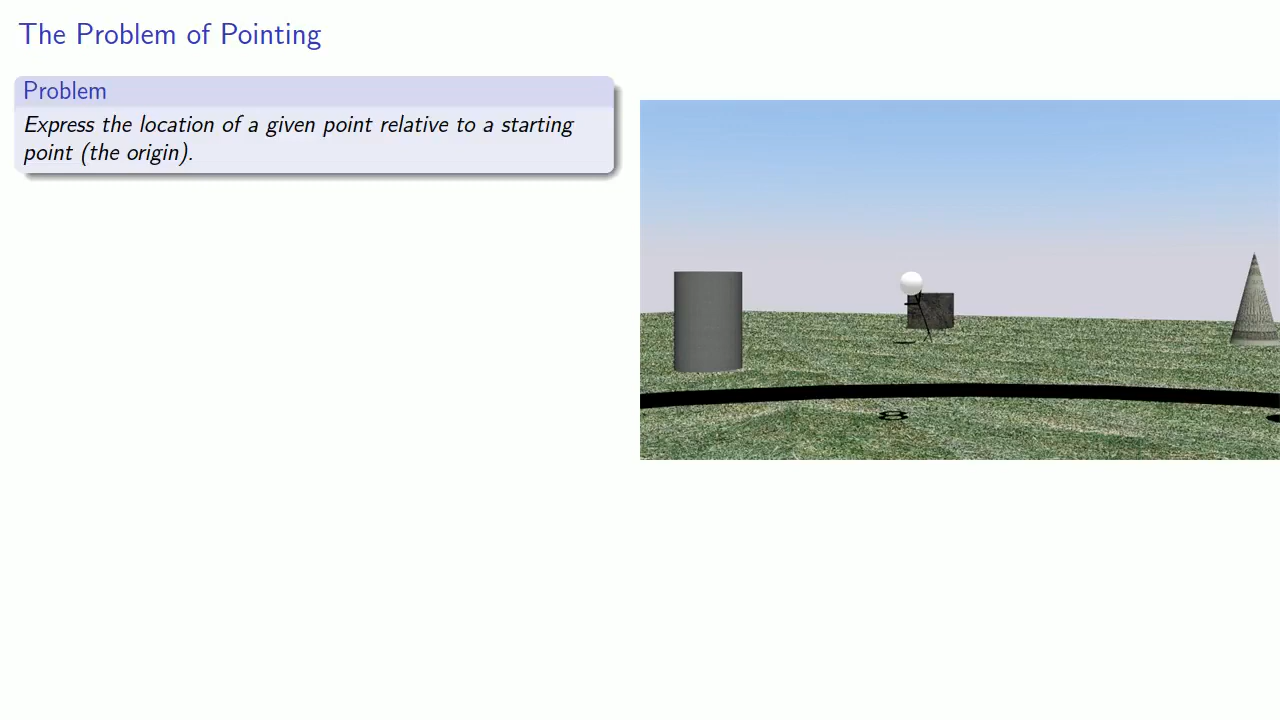 The Problem of Pointing
Problem
Express the location of a given point relative to a starting
point (the origin).